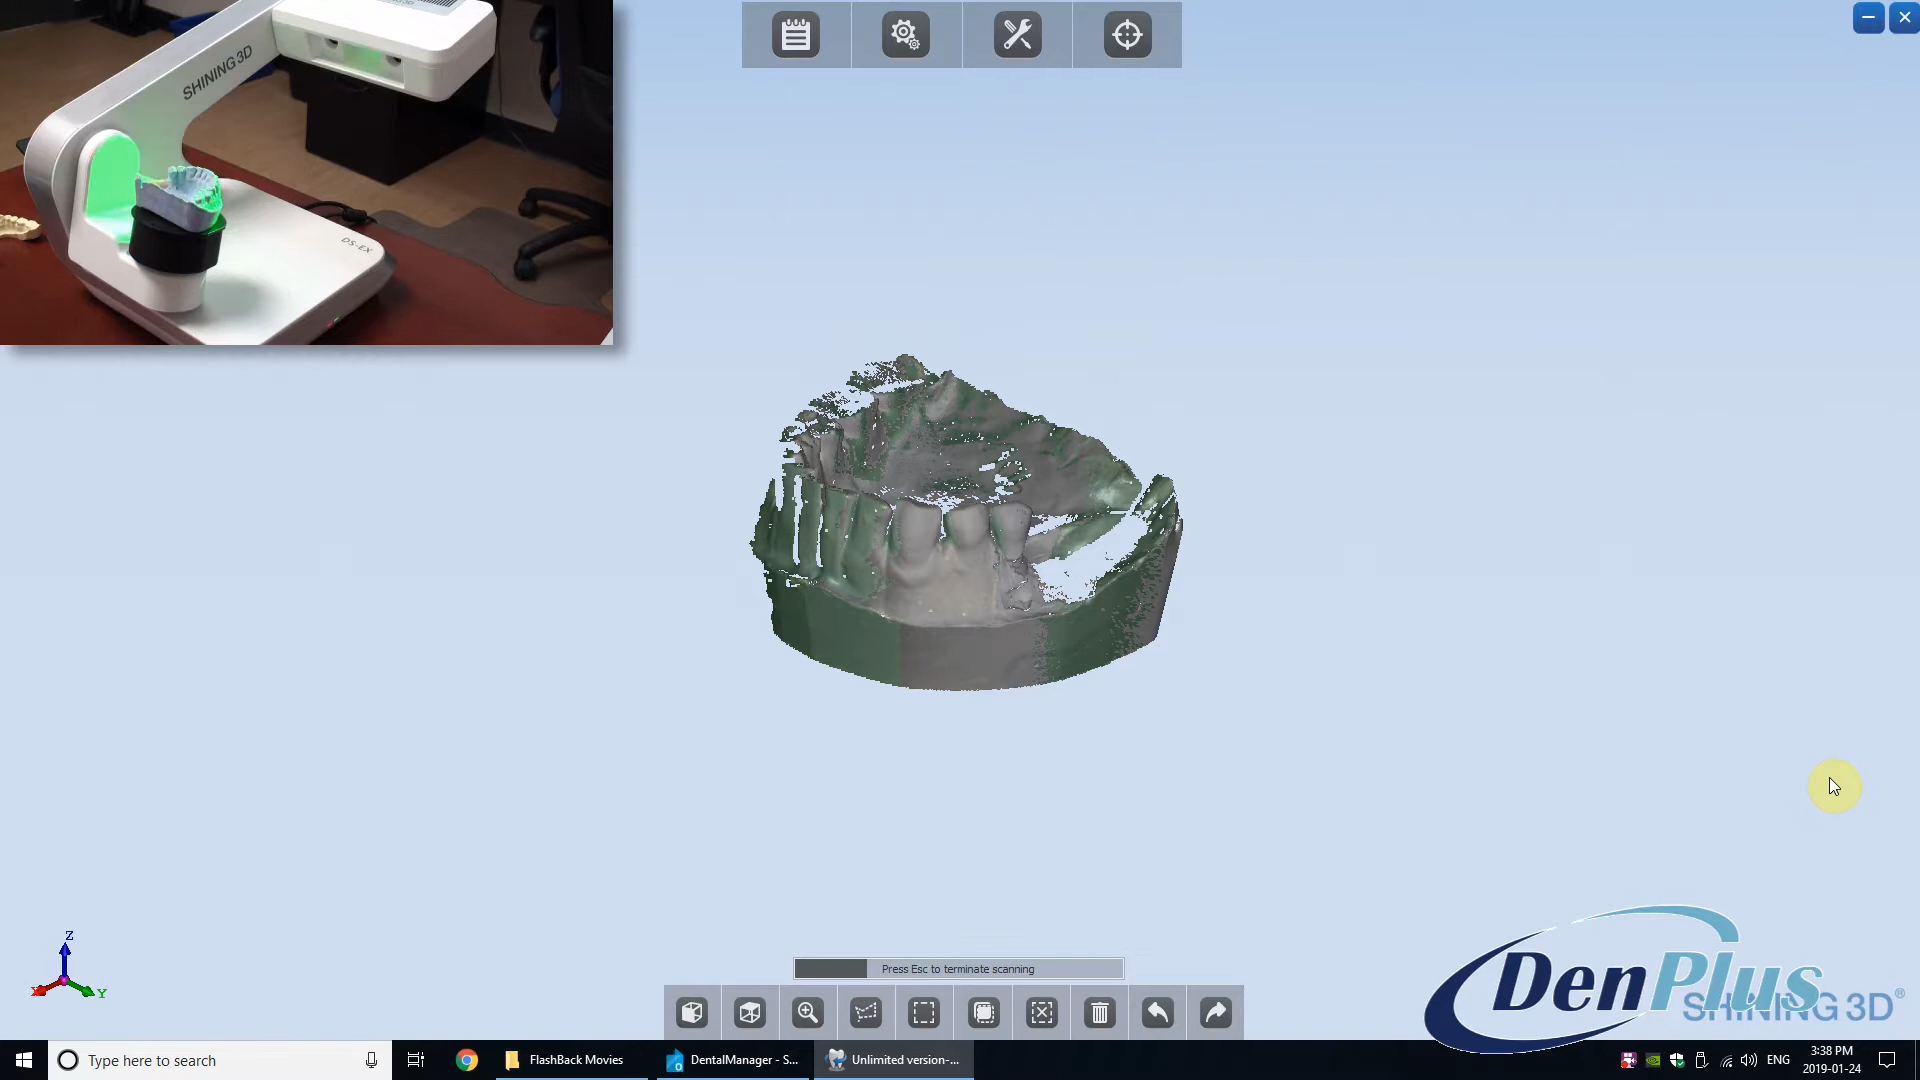 SHINING 3D
DS-EX
Z
X
Y
Press Esc to terminate scanning
DenPlus
SHINING 3D®
Type here to search
FlashBack Movies
DentalManager - S...
Unlimited version-...
ENG
3:38 PM
2019-01-24